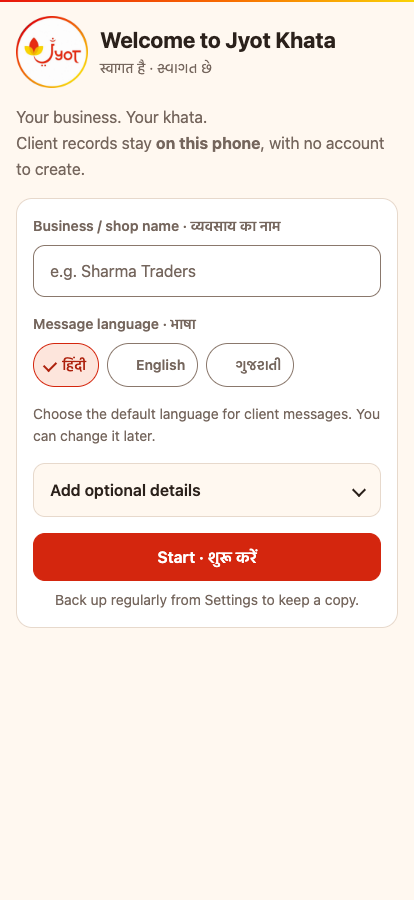 Jyot
Welcome to Jyot Khata
स्वागत है · સ્વાગત છે
Your business. Your khata.
Client records stay on this phone, with no account
to create.
Business / shop name · व्यवसाय का नाम
e.g. Sharma Traders
Message language · भाषा
हिंदी English ગુજરાતી
Choose the default language for client messages. You
can change it later.
Add optional details
Start · शुरू करें
Back up regularly from Settings to keep a copy.